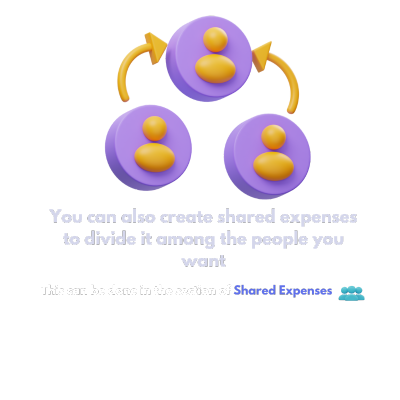 You can also create shared expenses
to divide it among the people you
want
This can be done in the section of Shared Expenses